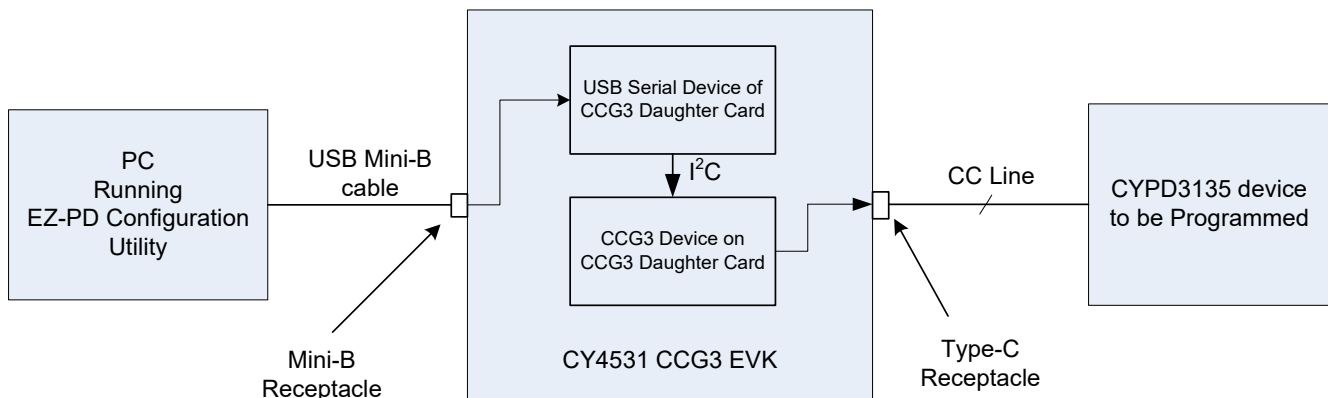 PC
Running
EZ-PD Configuration
Utility
USB Mini-B
cable
Mini-B
Receptacle
USB Serial Device of
CCG3 Daughter Card
I²C
CCG3 Device on
CCG3 Daughter Card
CY4531 CCG3 EVK
CC Line
Type-C
Receptacle
CYPD3135 device
to be Programmed